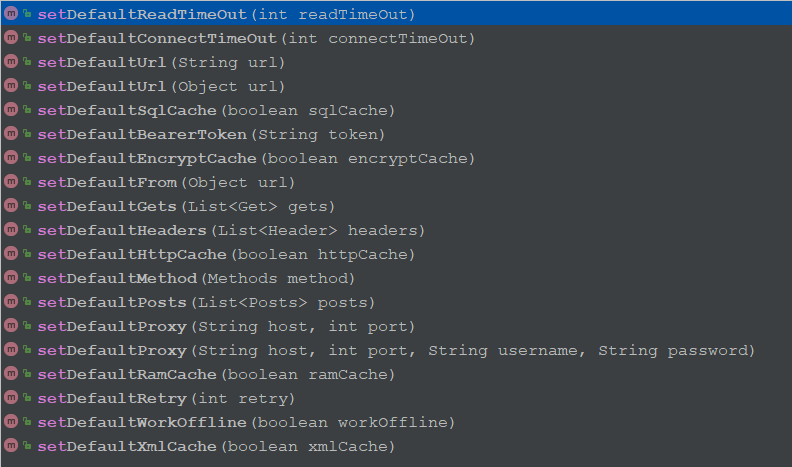 m setDefaultReadTimeOut(int readTimeOut)
m setDefaultConnectTimeOut(int connectTimeOut)
m setDefaultUrl(String url)
m setDefaultUrl(Object url)
m setDefaultSqlCache(boolean sqlCache)
m setDefaultBearerToken(String token)
m setDefaultEncryptCache(boolean encryptCache)
m setDefaultFrom(Object url)
m setDefaultGets(List<Get> gets)
m setDefaultHeaders(List<Header> headers)
m setDefaultHttpCache(boolean httpCache)
m setDefaultMethod(Methods method)
m setDefaultPosts(List<Posts> posts)
m setDefaultProxy(String host, int port)
m setDefaultProxy(String host, int port, String username, String password)
m setDefaultRamCache(boolean ramCache)
m setDefaultRetry(int retry)
m setDefaultWorkOffline(boolean workOffline)
m setDefaultXmlCache(boolean xmlCache)